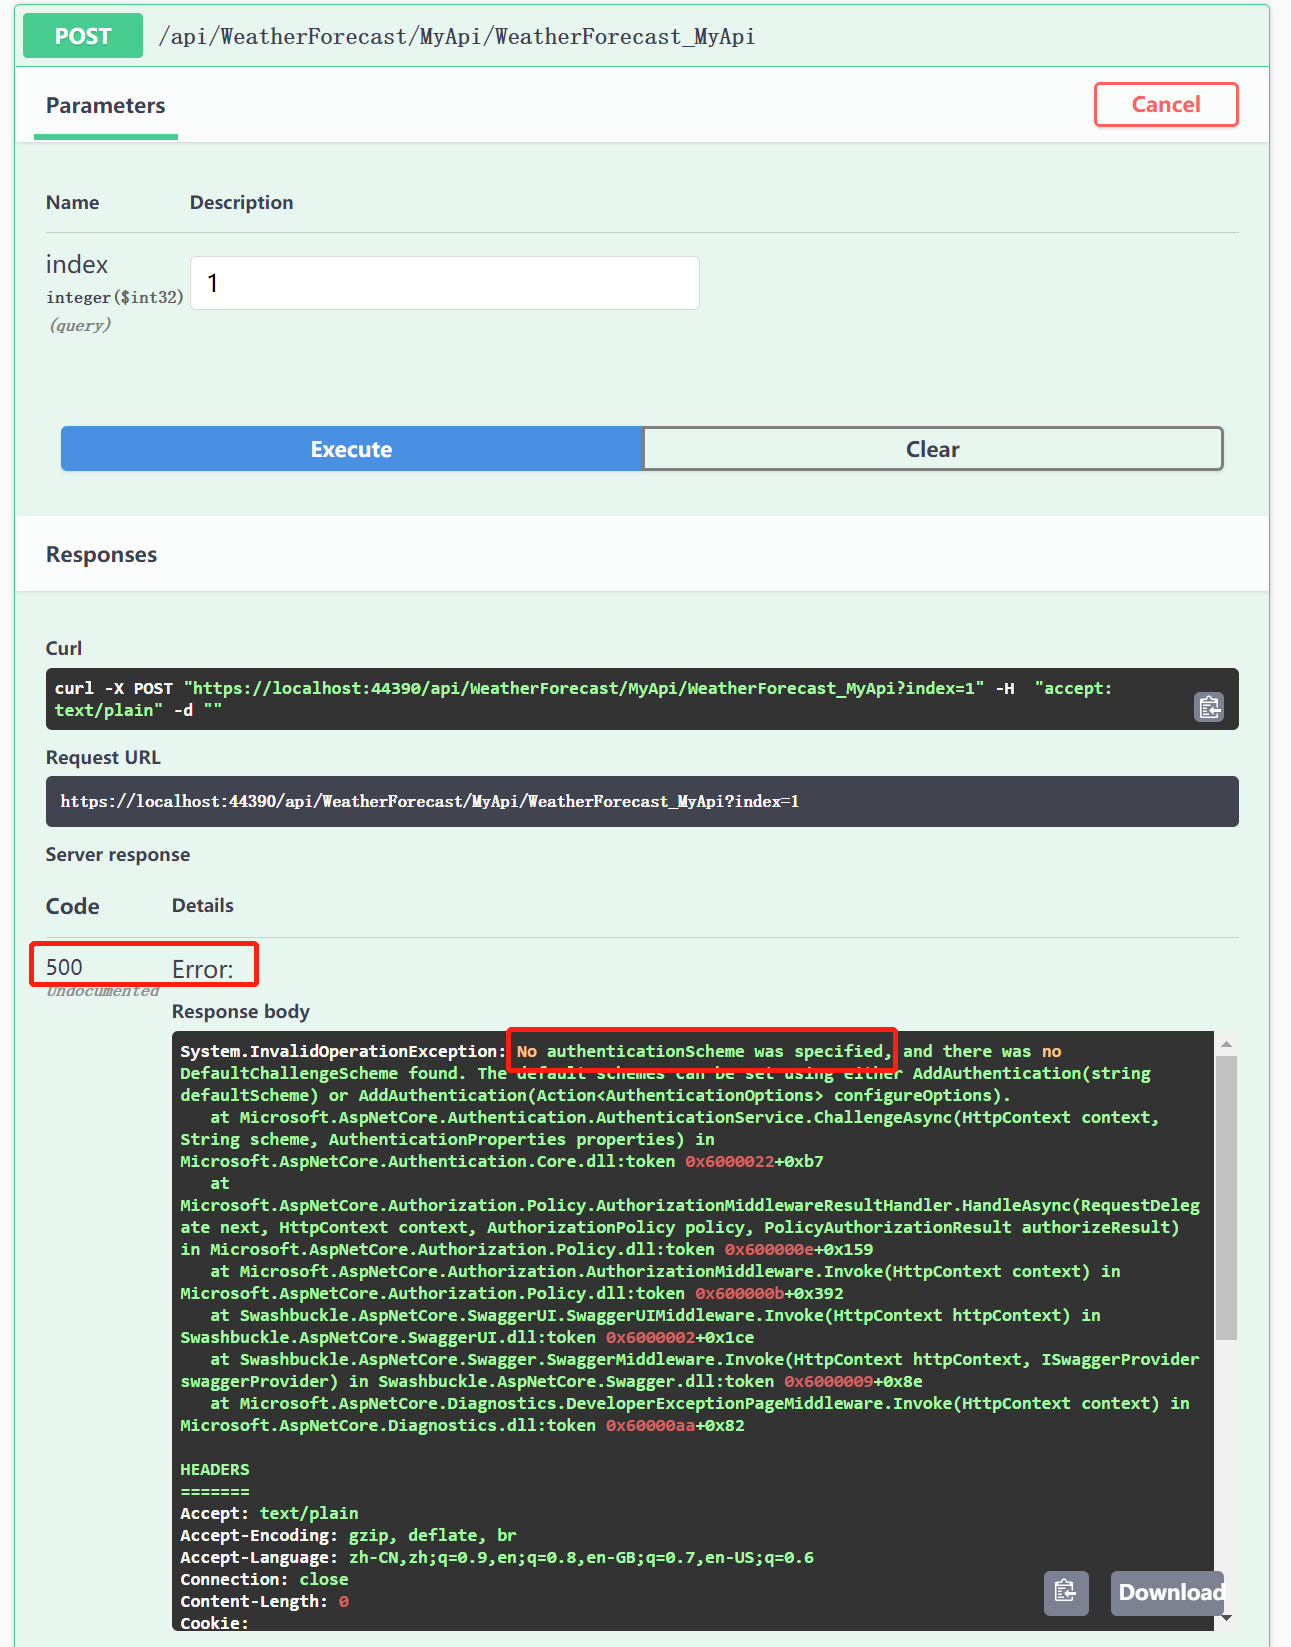 POST /api/WeatherForecast/MyApi/WeatherForecast_MyApi
Parameters
Cancel
Name Description
index
integer($int32)
(query)
1
Execute
Clear
Responses
Curl
curl -X POST "https://localhost:44390/api/WeatherForecast/MyApi/WeatherForecast_MyApi?index=1" -H  "accept:
text/plain" -d ""
Request URL
https://localhost:44390/api/WeatherForecast/MyApi/WeatherForecast_MyApi?index=1
Server response
Code Details
500 Error:
Undocumented
Response body
System.InvalidOperationException: No authenticationScheme was specified, and there was no
DefaultChallengeScheme found. The default schemes can be set using either AddAuthentication(string
defaultScheme) or AddAuthentication(Action<AuthenticationOptions> configureOptions).
at Microsoft.AspNetCore.Authentication.AuthenticationService.ChallengeAsync(HttpContext context,
String scheme, AuthenticationProperties properties) in
Microsoft.AspNetCore.Authentication.Core.dll:token 0x6000022+0xb7
at
Microsoft.AspNetCore.Authorization.Policy.AuthorizationMiddlewareResultHandler.HandleAsync(RequestDeleg
ate next, HttpContext context, AuthorizationPolicy policy, PolicyAuthorizationResult authorizeResult)
in Microsoft.AspNetCore.Authorization.Policy.dll:token 0x600000e+0x159
at Microsoft.AspNetCore.Authorization.AuthorizationMiddleware.Invoke(HttpContext context) in
Microsoft.AspNetCore.Authorization.Policy.dll:token 0x600000b+0x392
at Swashbuckle.AspNetCore.SwaggerUI.SwaggerUIMiddleware.Invoke(HttpContext httpContext) in
Swashbuckle.AspNetCore.SwaggerUI.dll:token 0x6000002+0x1ce
at Swashbuckle.AspNetCore.Swagger.SwaggerMiddleware.Invoke(HttpContext httpContext, ISwaggerProvider
swaggerProvider) in Swashbuckle.AspNetCore.Swagger.dll:token 0x6000009+0x8e
at Microsoft.AspNetCore.Diagnostics.DeveloperExceptionPageMiddleware.Invoke(HttpContext context) in
Microsoft.AspNetCore.Diagnostics.dll:token 0x60000aa+0x82
HEADERS
=======
Accept: text/plain
Accept-Encoding: gzip, deflate, br
Accept-Language: zh-CN,zh;q=0.9,en;q=0.8,en-GB;q=0.7,en-US;q=0.6
Connection: close
Content-Length: 0
Cookie:
Download